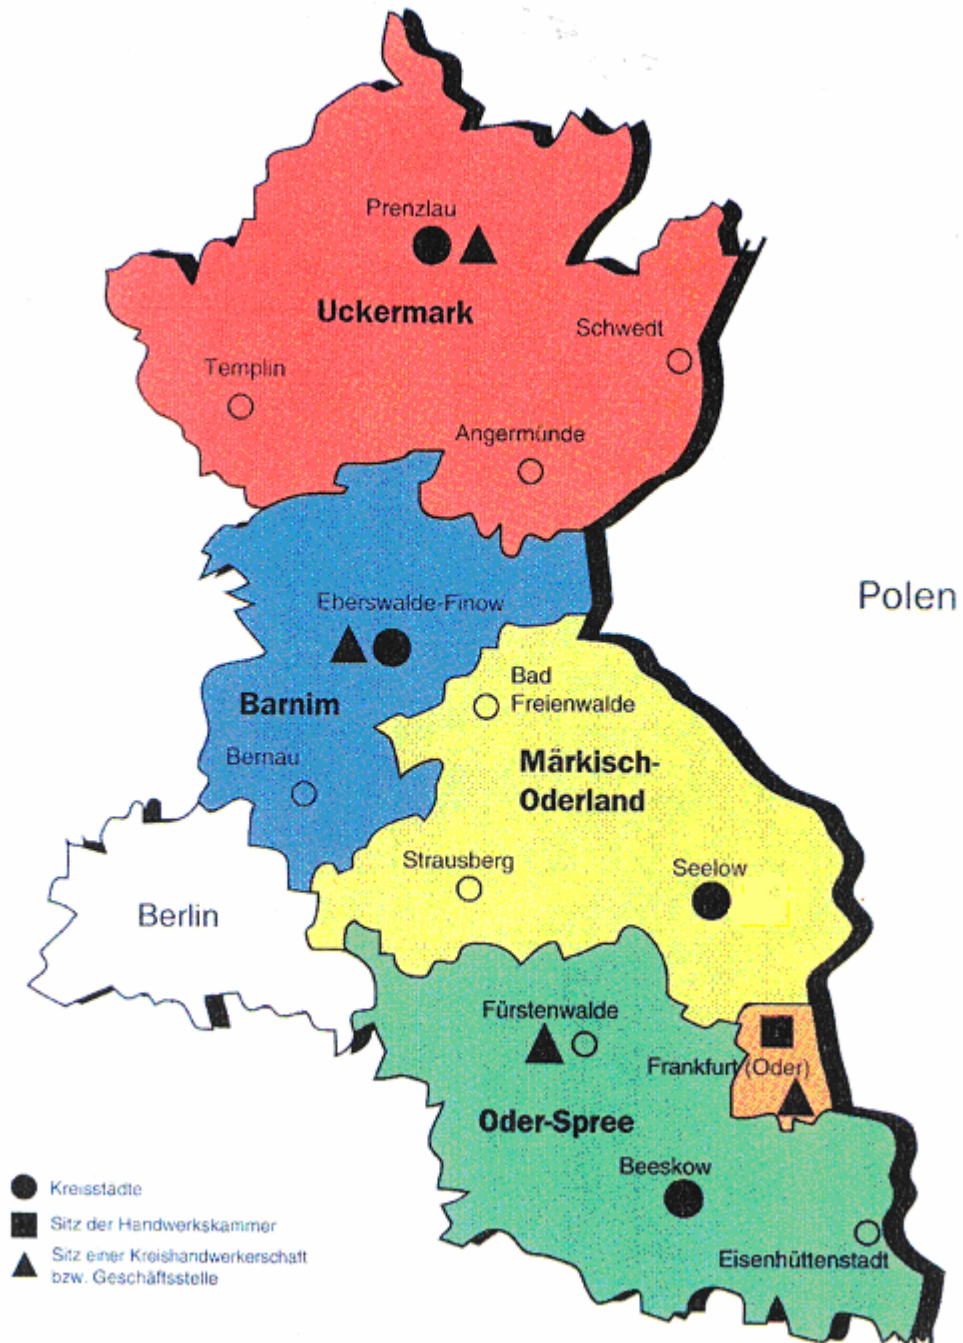 Prenzlau
Uckermark
Schwedt
Templin
Angermünde
Polen
Eberswalde-Finow
Bad
Freienwalde
Barnim
Märkisch-
Oderland
Bernau
Strausberg
Seelow
Berlin
Fürstenwalde
Frankfurt (Oder)
Oder-Spree
Beeskow
Eisenhüttenstadt
Kreisstädte
Sitz der Handwerkskammer
Sitz einer Kreishandwerkerschaft
bzw. Geschäftsstelle